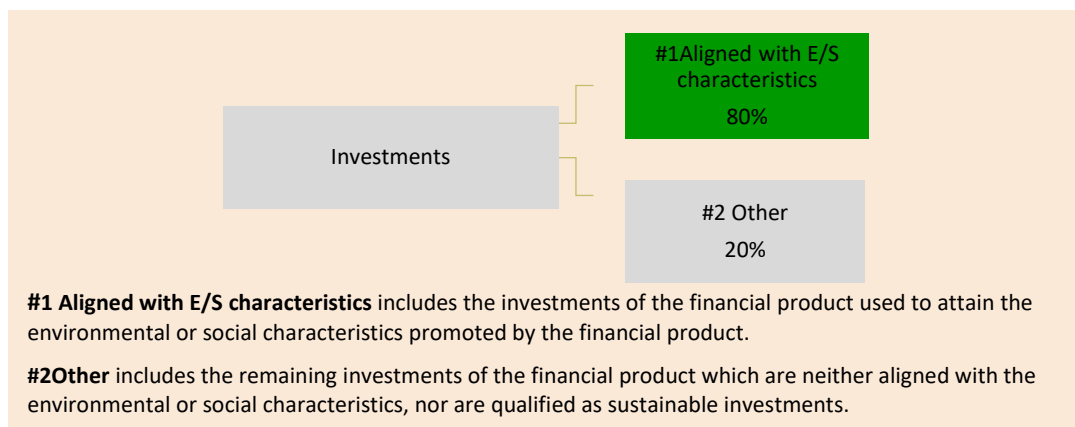 #1Aligned with E/S
characteristics
80%
Investments
#2 Other
20%
#1 Aligned with E/S characteristics includes the investments of the financial product used to attain the
environmental or social characteristics promoted by the financial product.
#2Other includes the remaining investments of the financial product which are neither aligned with the
environmental or social characteristics, nor are qualified as sustainable investments.